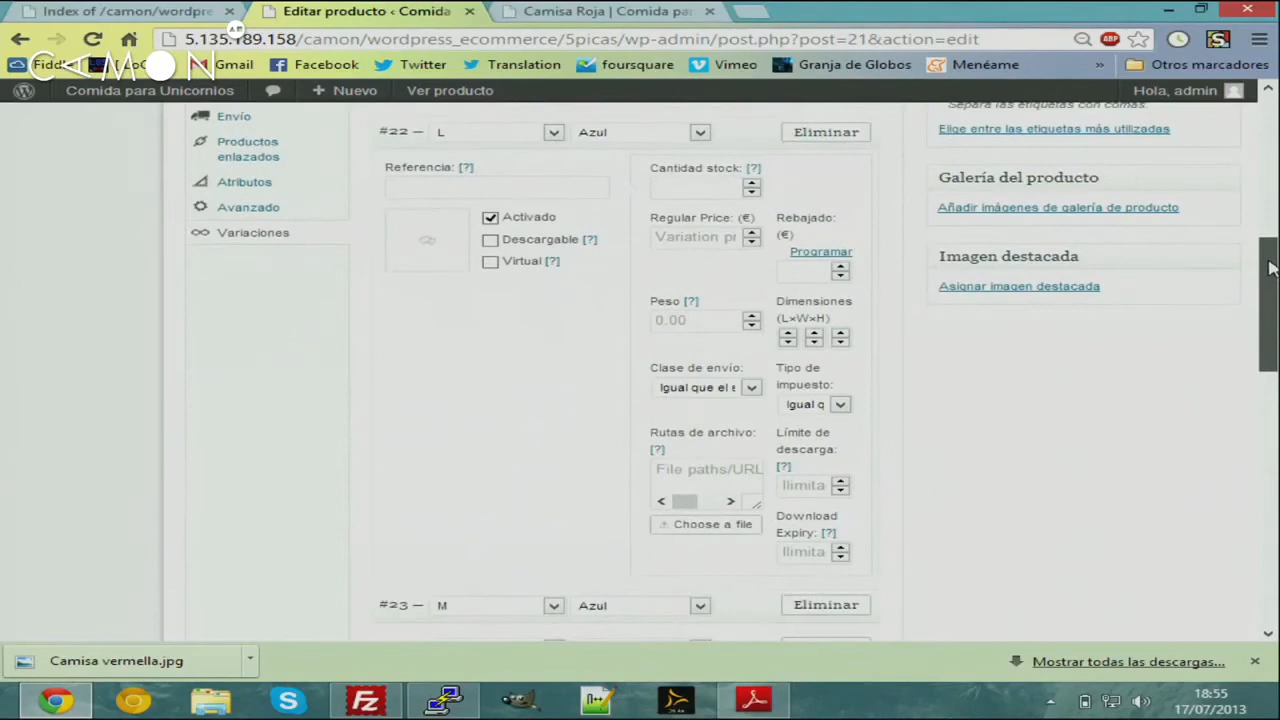 Index of /camon/wordpre
Editar producto ‹ Comida
Camisa Roja | Comida pa
5.135.189.158/camon/wordpress_ecommerce/5picas/wp-admin/post.php?post=21&action=edit
CAMON
Gmail
Facebook
Twitter
Translation
foursquare
Vimeo
Granja de Globos
Menéame
»
Otros marcadores
Comida para Unicornios
+ Nuevo
Ver producto
Hola, admin
Separa las etiquetas con comas.
Elige entre las etiquetas más utilizadas
Galería del producto
Añadir imágenes de galería de producto
Imagen destacada
Asignar imagen destacada
Envío
Productos
enlazados
Atributos
Avanzado
Variaciones
#22 — L Azul Eliminar
Referencia: [?]
Activado
Descargable [?]
Virtual [?]
Cantidad stock: [?]
Regular Price: (€)
Variation pr
Rebajado:
(€)
Programar
Peso [?]
0.00
Dimensiones
(L×W×H)
Clase de envío:
Igual que el s
Tipo de
impuesto:
Igual q
Rutas de archivo:
[?]
File paths/URL
Choose a file
Límite de
descarga:
[?]
Ilimita
Download
Expiry: [?]
Ilimita
#23 — M Azul Eliminar
Camisa vermella.jpg
Mostrar todas las descargas...
18:55
17/07/2013